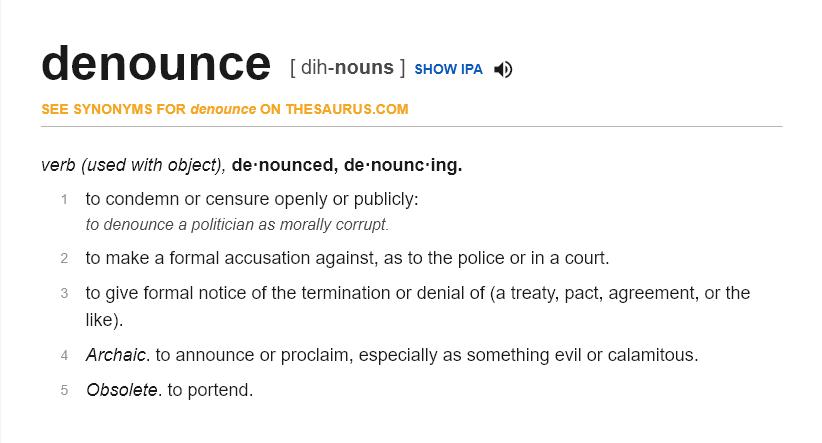 denounce [ dih-nouns ] SHOW IPA
SEE SYNONYMS FOR denounce ON THESAURUS.COM
verb (used with object), de·nounced, de·nounc·ing.
1 to condemn or censure openly or publicly:
to denounce a politician as morally corrupt.
2 to make a formal accusation against, as to the police or in a court.
3 to give formal notice of the termination or denial of (a treaty, pact, agreement, or the
like).
4 Archaic. to announce or proclaim, especially as something evil or calamitous.
5 Obsolete. to portend.